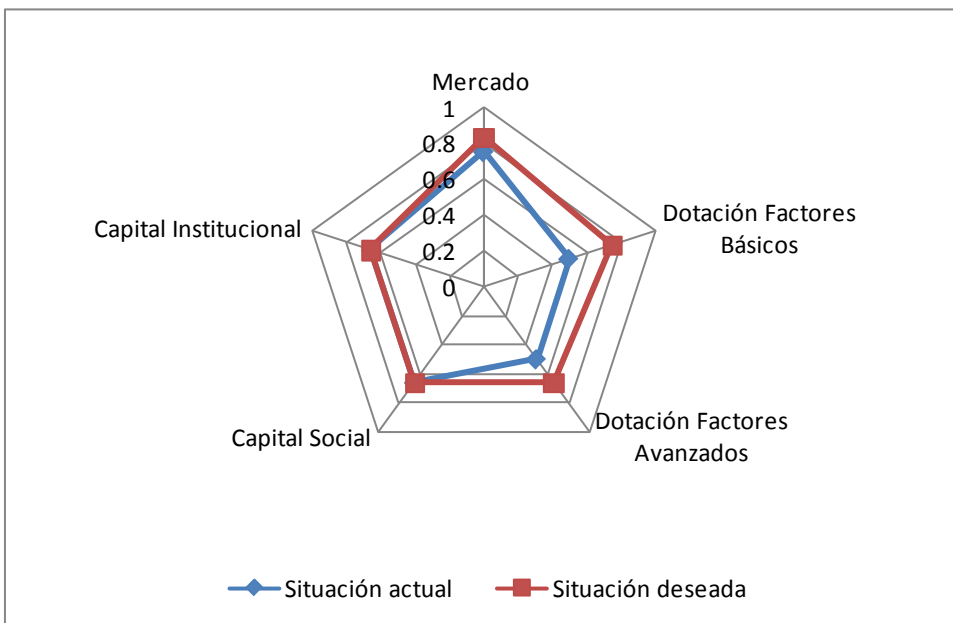 Mercado
1
0.8
0.6
0.4
0.2
0
Dotación Factores
Básicos
Dotación Factores
Avanzados
Capital Social
Capital Institucional
Situación actual
Situación deseada